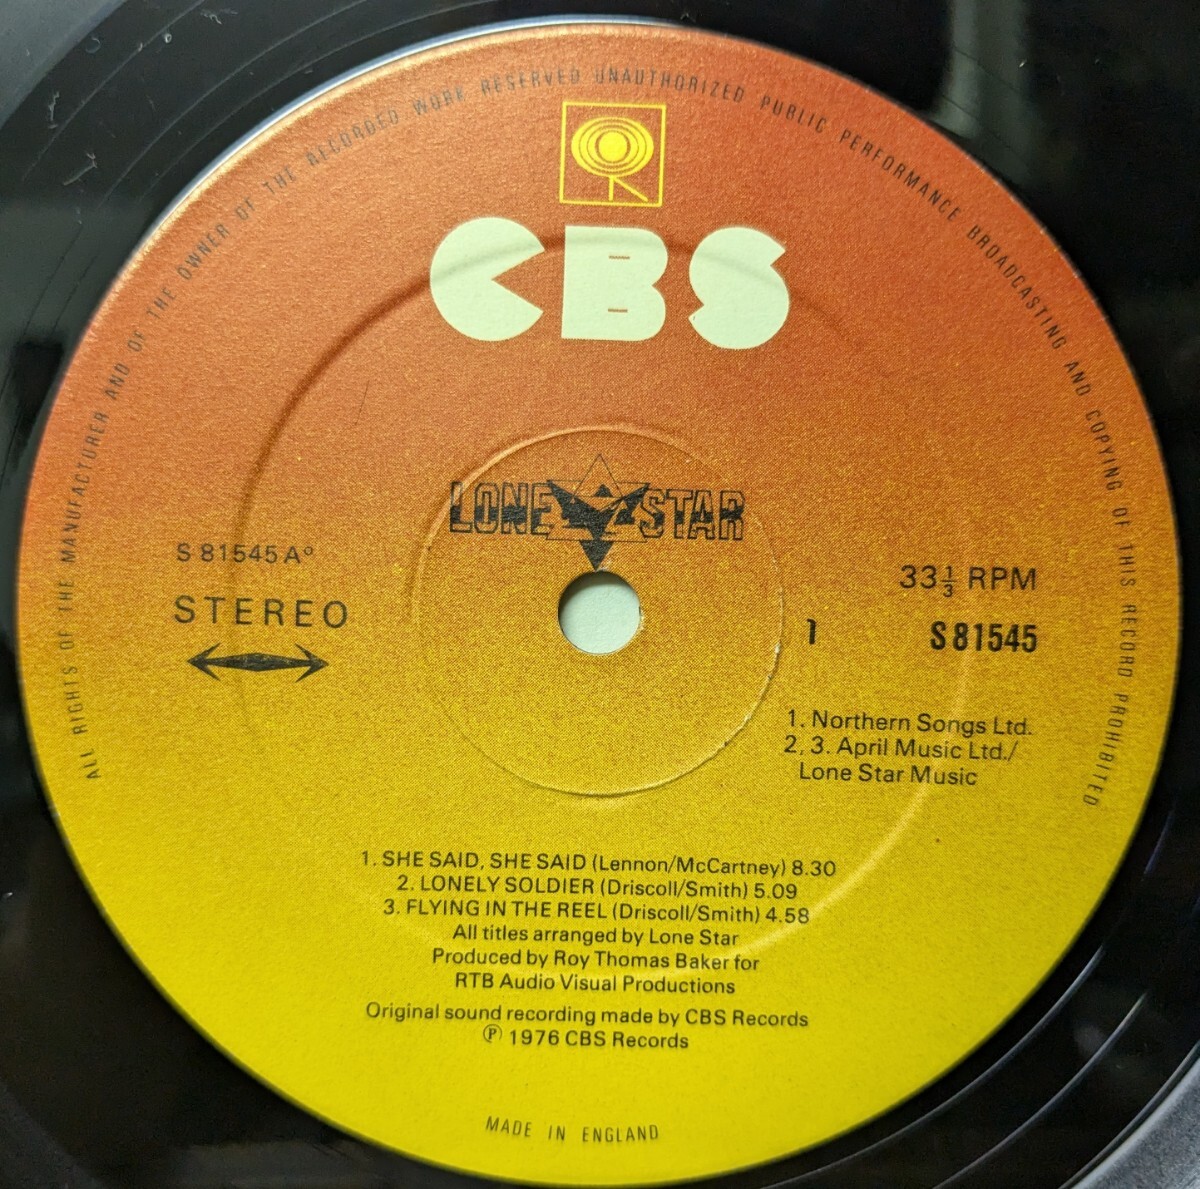 ALL RIGHTS OF THE MANUFACTURER AND OF THE OWNER OF THE RECORDED WORK RESERVED UNAUTHORIZED PUBLIC PERFORMANCE BROADCASTING AND COPYING OF THIS RECORD PROHIBITED
CBS
LONE STAR
S 81545 A°
STEREO
33⅓ RPM
1 S 81545
1. Northern Songs Ltd.
2, 3. April Music Ltd./
Lone Star Music
1. SHE SAID, SHE SAID (Lennon/McCartney) 8.30
2. LONELY SOLDIER (Driscoll/Smith) 5.09
3. FLYING IN THE REEL (Driscoll/Smith) 4.58
All titles arranged by Lone Star
Produced by Roy Thomas Baker for
RTB Audio Visual Productions
Original sound recording made by CBS Records
℗ 1976 CBS Records
MADE IN ENGLAND